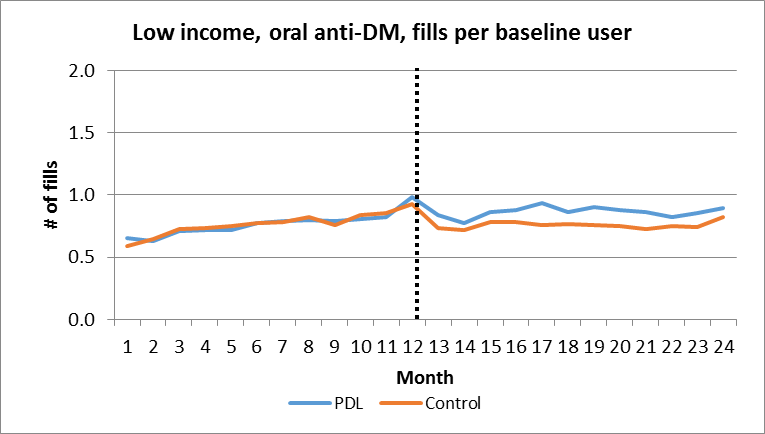 Low income, oral anti-DM, fills per baseline user
2.0
1.5
1.0
0.5
0.0
# of fills
1 2 3 4 5 6 7 8 9 10 11 12 13 14 15 16 17 18 19 20 21 22 23 24
Month
PDL Control